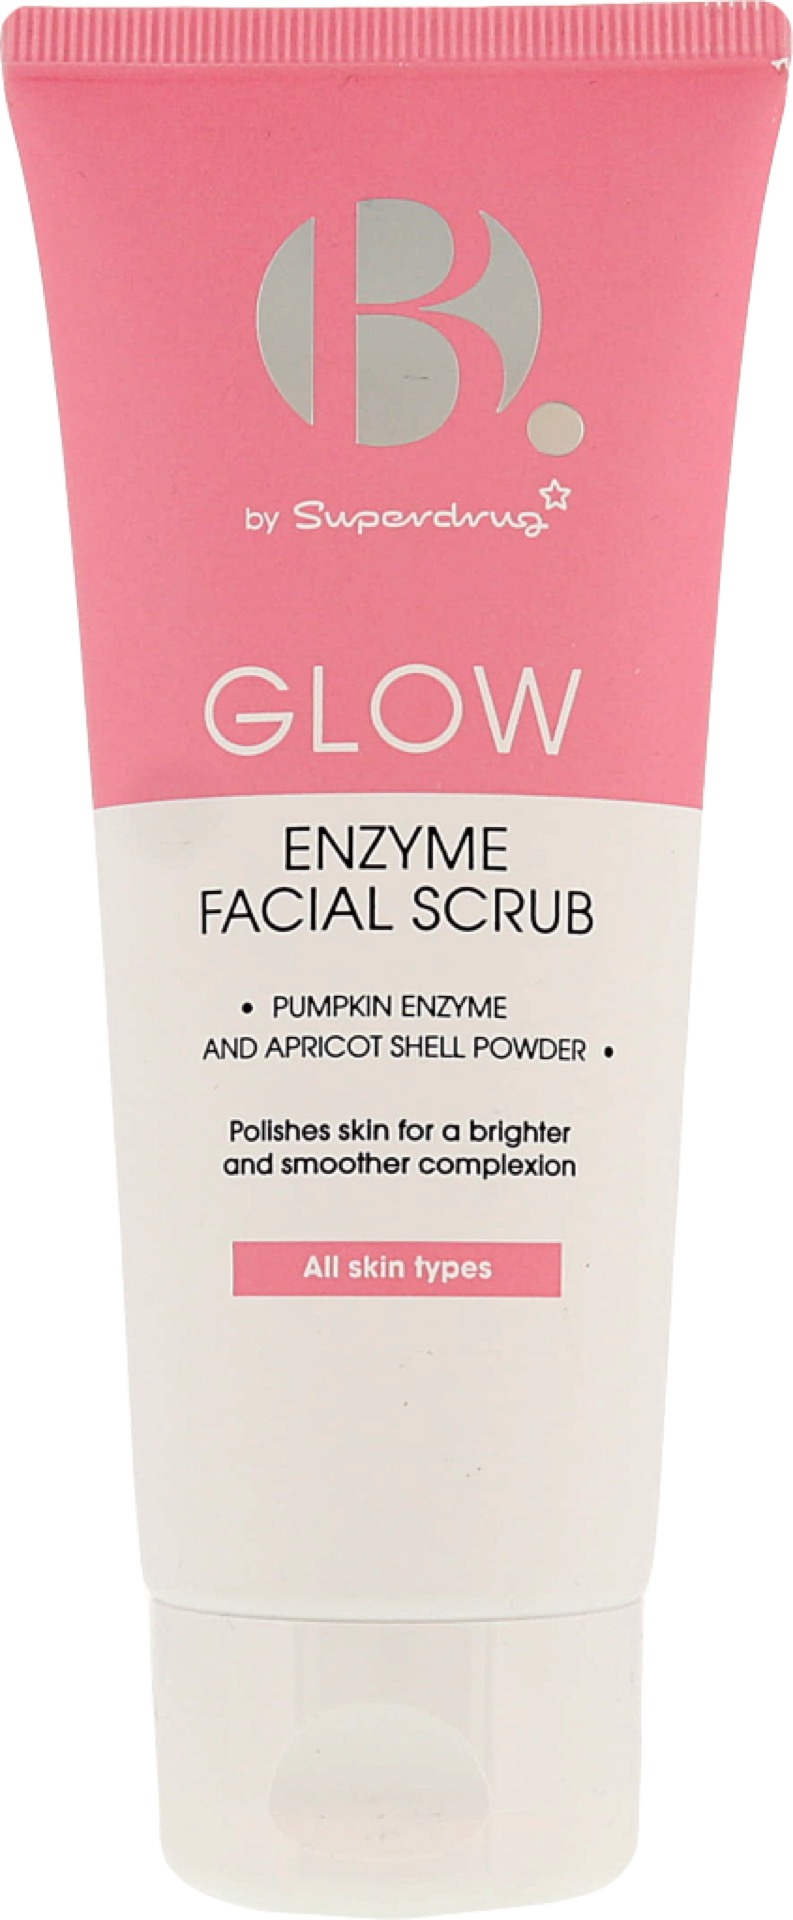 B.
by Superdrug
GLOW
ENZYME
FACIAL SCRUB
• PUMPKIN ENZYME
AND APRICOT SHELL POWDER •
Polishes skin for a brighter
and smoother complexion
All skin types